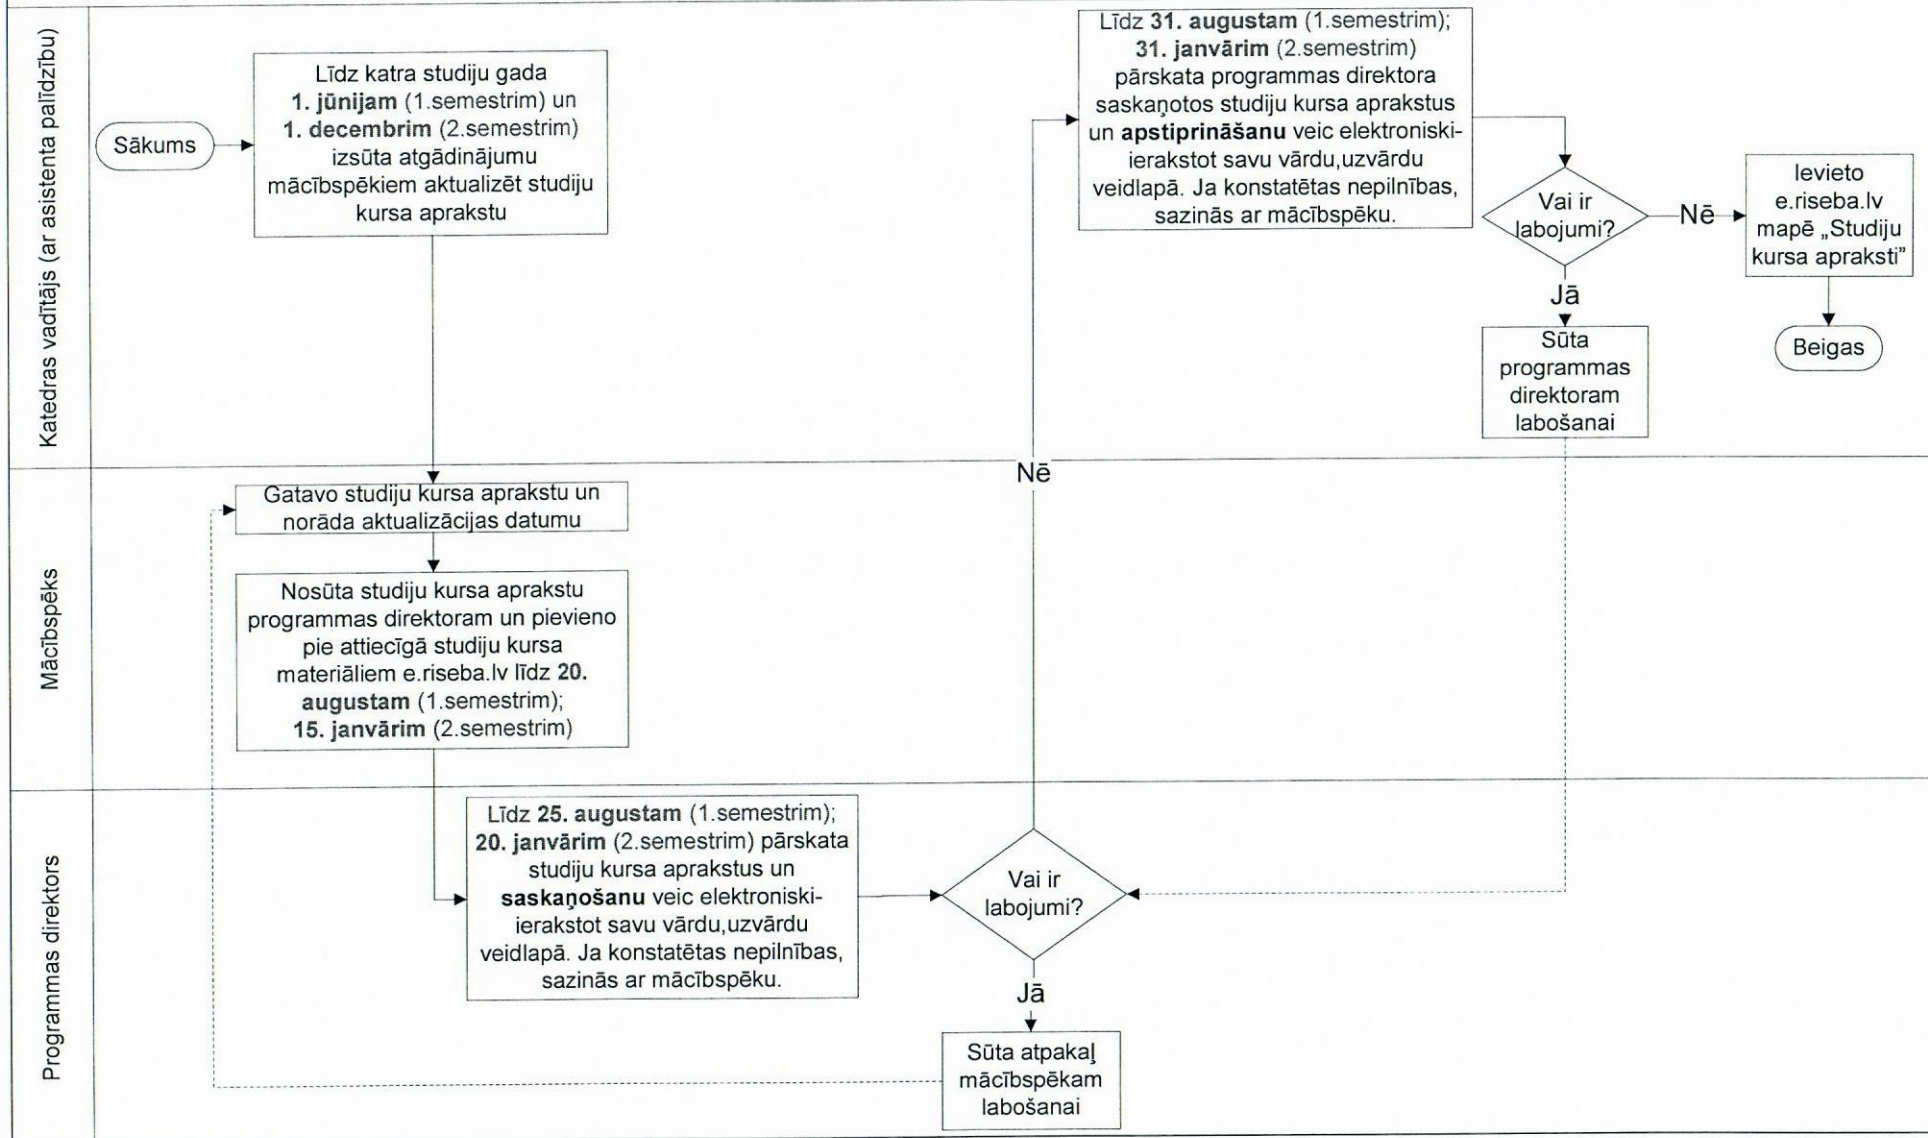 Katedras vadītājs (ar asistenta palīdzību)
Sākums
Līdz katra studiju gada
1. jūnijam (1.semestrim) un
1. decembrim (2.semestrim)
izsūta atgādinājumu
mācībspēkiem aktualizēt studiju
kursa aprakstu
Līdz 31. augustam (1.semestrim);
31. janvārim (2.semestrim)
pārskata programmas direktora
saskaņotos studiju kursa aprakstus
un apstiprināšanu veic elektroniski-
ierakstot savu vārdu,uzvārdu
veidlapā. Ja konstatētas nepilnības,
sazinās ar mācībspēku.
Vai ir
labojumi?
Nē
Ievieto
e.riseba.lv
mapē „Studiju
kursa apraksti”
Beigas
Jā
Sūta
programmas
direktoram
labošanai
Mācībspēks
Gatavo studiju kursa aprakstu un
norāda aktualizācijas datumu
Nosūta studiju kursa aprakstu
programmas direktoram un pievieno
pie attiecīgā studiju kursa
materiāliem e.riseba.lv līdz 20.
augustam (1.semestrim);
15. janvārim (2.semestrim)
Nē
Programmas direktors
Līdz 25. augustam (1.semestrim);
20. janvārim (2.semestrim) pārskata
studiju kursa aprakstus un
saskaņošanu veic elektroniski-
ierakstot savu vārdu,uzvārdu
veidlapā. Ja konstatētas nepilnības,
sazinās ar mācībspēku.
Vai ir
labojumi?
Jā
Sūta atpakaļ
mācībspēkam
labošanai